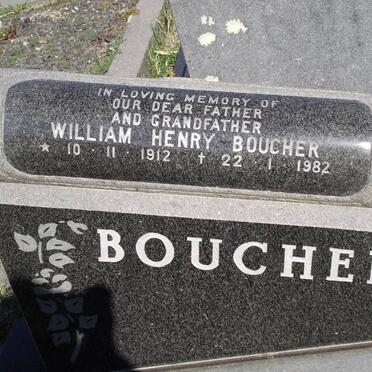 IN LOVING MEMORY OF
OUR DEAR FATHER
AND GRANDFATHER
WILLIAM HENRY BOUCHER
* 10 · 11 · 1912 † 22 · 1 · 1982
BOUCHE